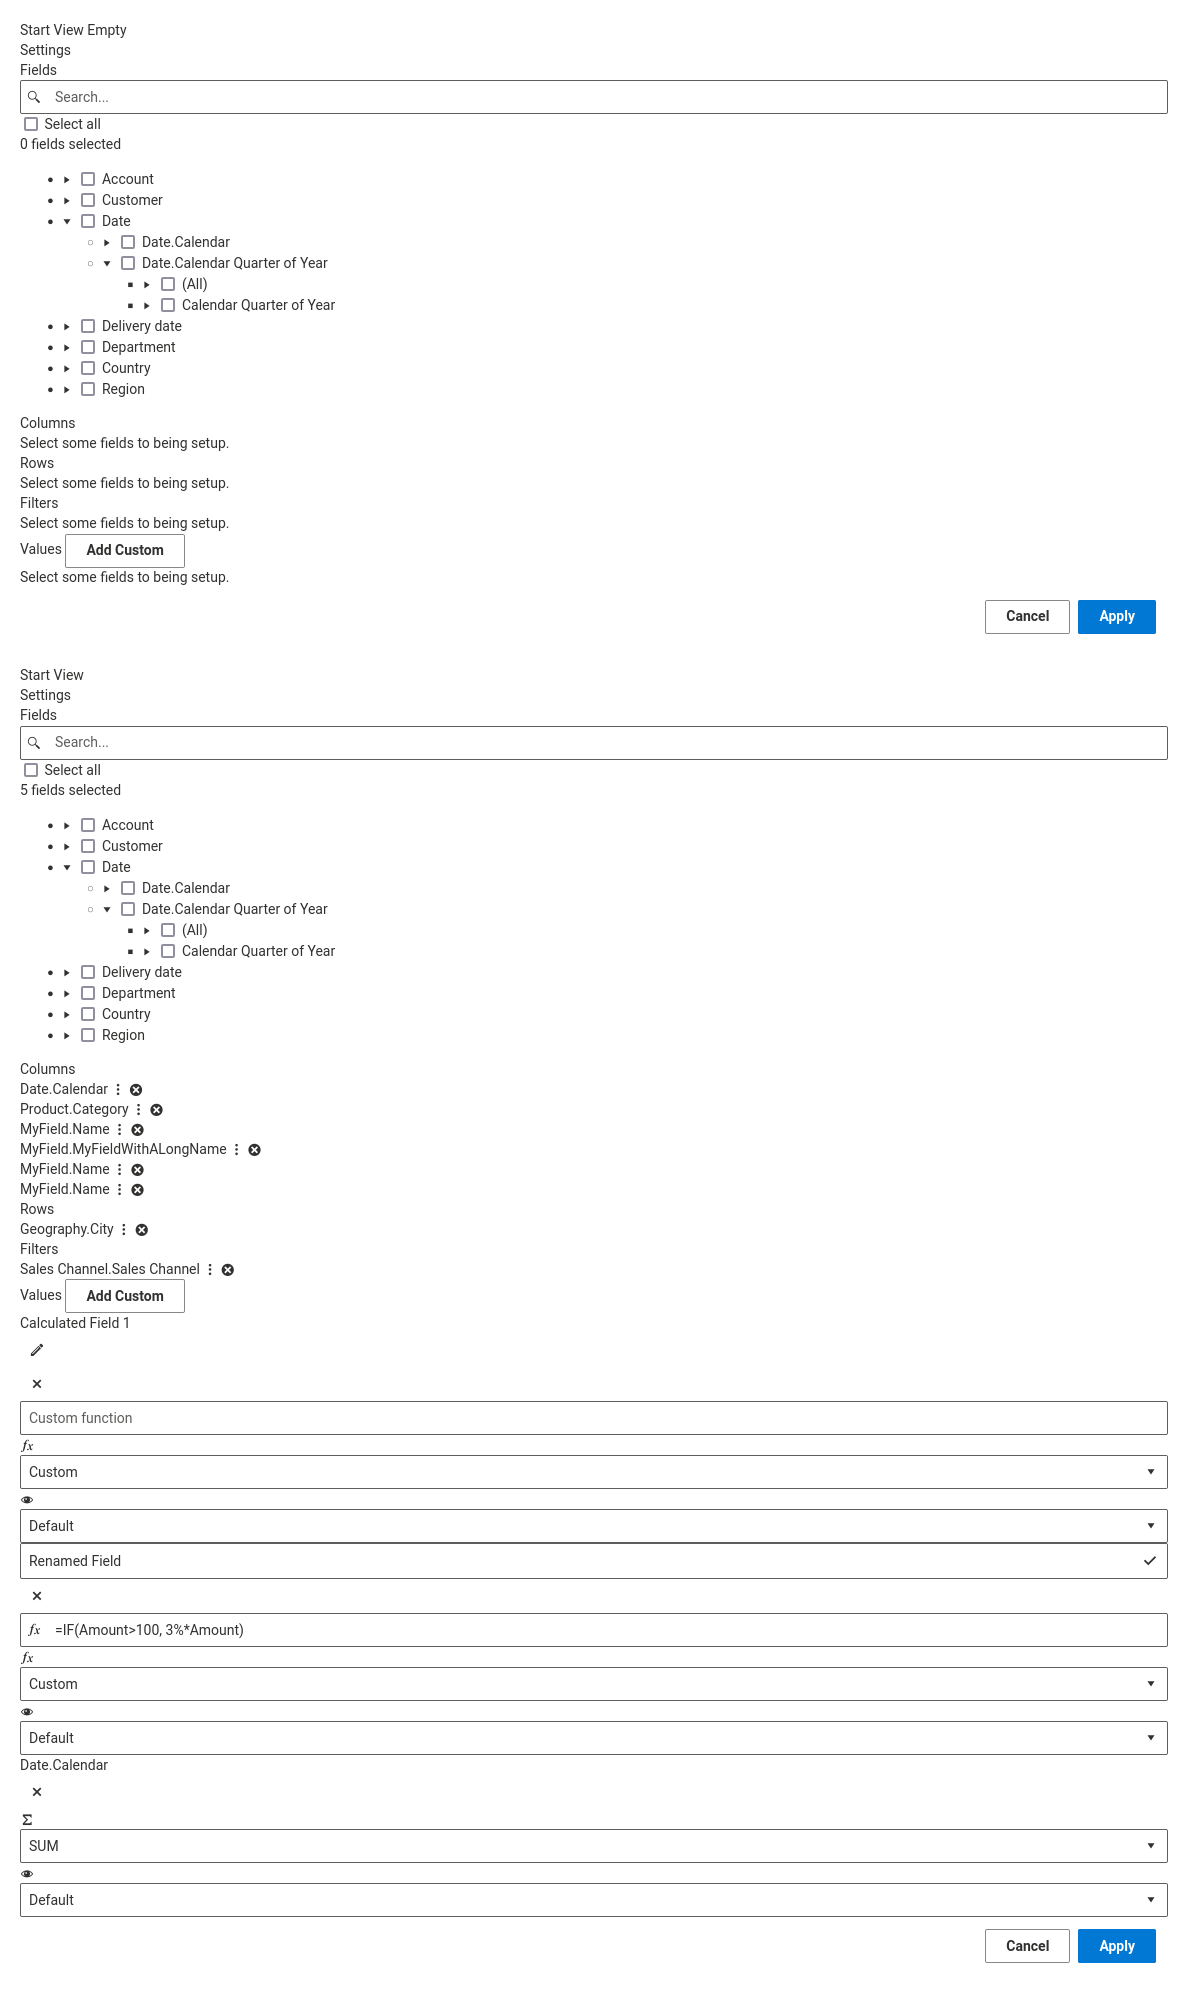 Start View Empty
Settings
Fields
Search...
Select all
0 fields selected
Account
Customer
Date
Date.Calendar
Date.Calendar Quarter of Year
(All)
Calendar Quarter of Year
Delivery date
Department
Country
Region
Columns
Select some fields to being setup.
Rows
Select some fields to being setup.
Filters
Select some fields to being setup.
Values Add Custom
Select some fields to being setup.
Cancel Apply
Start View
Settings
Fields
Search...
Select all
5 fields selected
Account
Customer
Date
Date.Calendar
Date.Calendar Quarter of Year
(All)
Calendar Quarter of Year
Delivery date
Department
Country
Region
Columns
Date.Calendar
Product.Category
MyField.Name
MyField.MyFieldWithALongName
MyField.Name
MyField.Name
Rows
Geography.City
Filters
Sales Channel.Sales Channel
Values Add Custom
Calculated Field 1
Custom function
fx
Custom
Default
Renamed Field
fx =IF(Amount>100, 3%*Amount)
fx
Custom
Default
Date.Calendar
Σ
SUM
Default
Cancel Apply